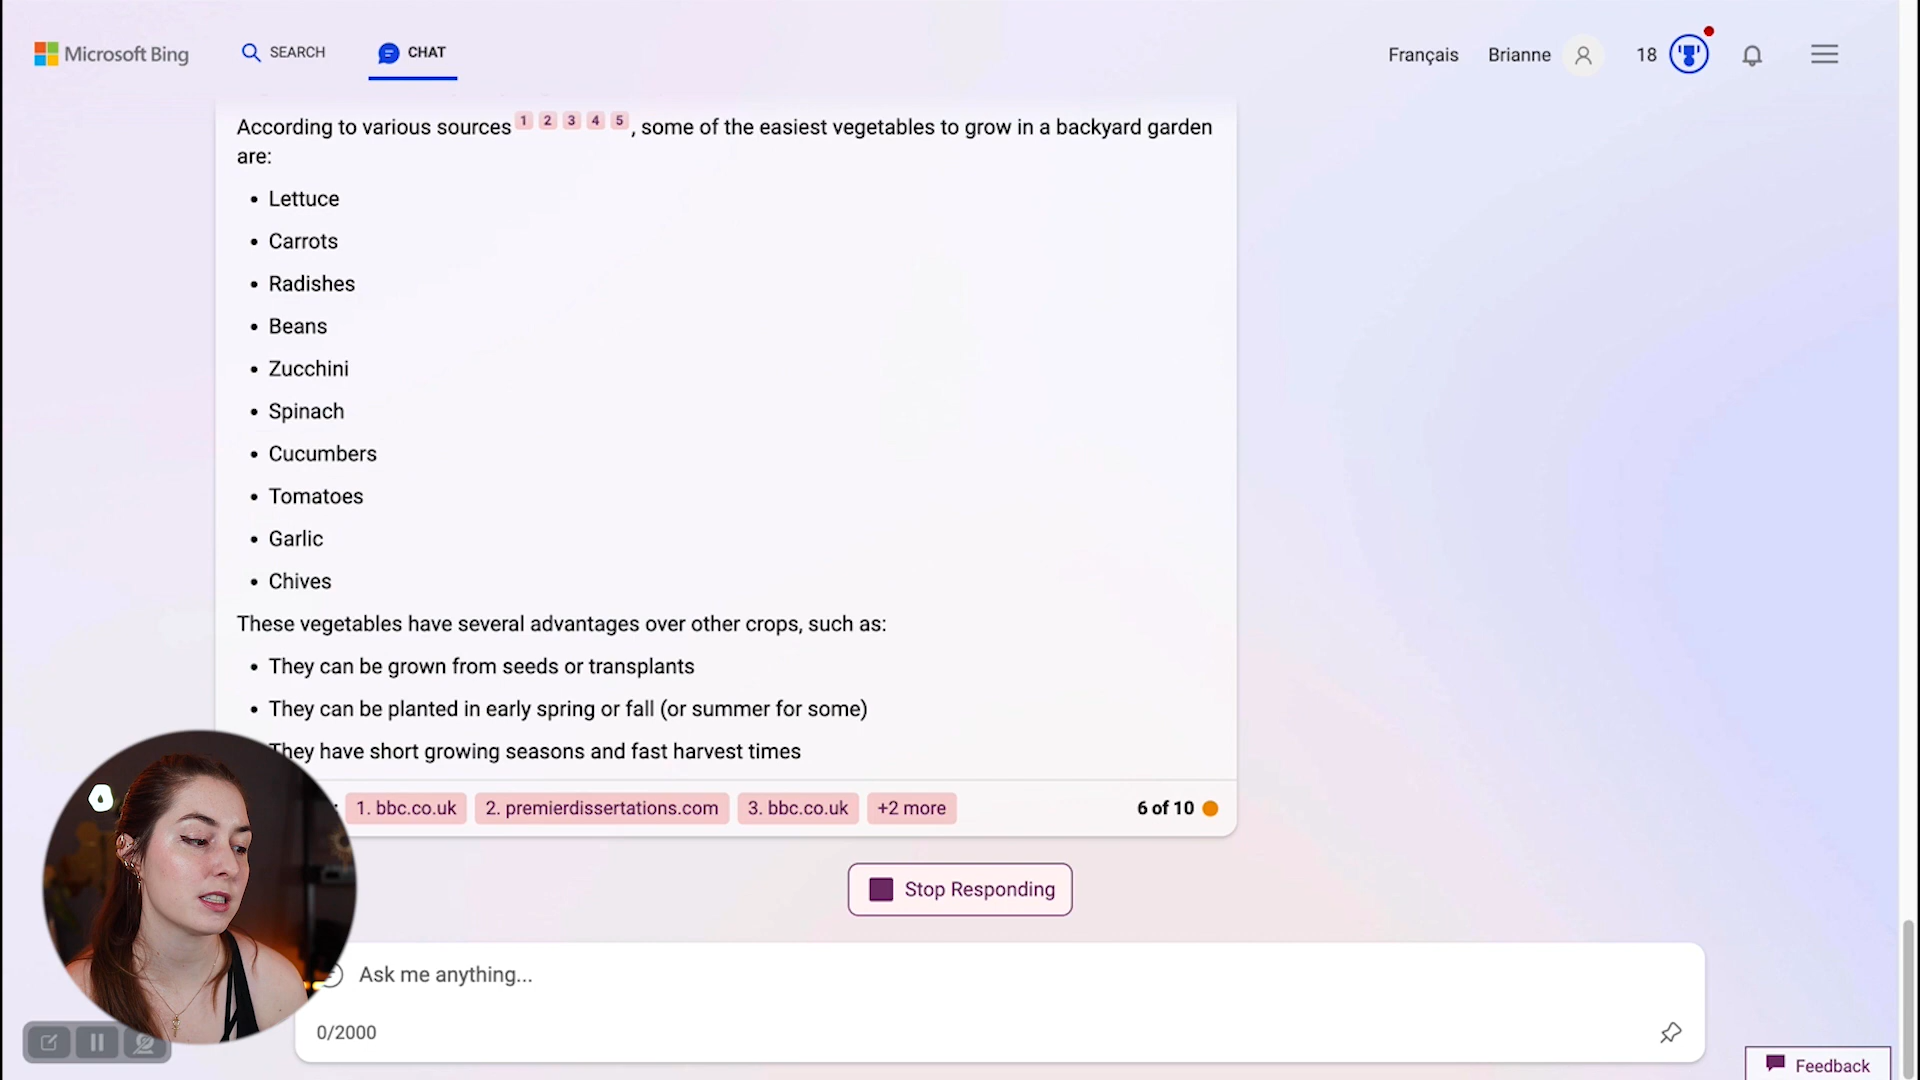 Microsoft Bing
SEARCH
CHAT
Français
Brianne
18
According to various sources 1 2 3 4 5, some of the easiest vegetables to grow in a backyard garden
are:
• Lettuce
• Carrots
• Radishes
• Beans
• Zucchini
• Spinach
• Cucumbers
• Tomatoes
• Garlic
• Chives
These vegetables have several advantages over other crops, such as:
• They can be grown from seeds or transplants
• They can be planted in early spring or fall (or summer for some)
They have short growing seasons and fast harvest times
: 1. bbc.co.uk 2. premierdissertations.com 3. bbc.co.uk +2 more 6 of 10
Stop Responding
Ask me anything...
0/2000
Feedback